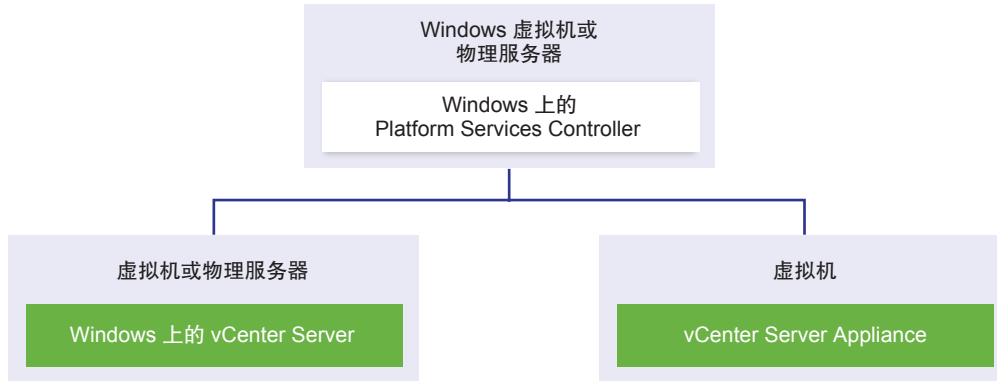 Windows 虚拟机或
物理服务器
Windows 上的
Platform Services Controller
虚拟机或物理服务器
Windows 上的 vCenter Server
虚拟机
vCenter Server Appliance